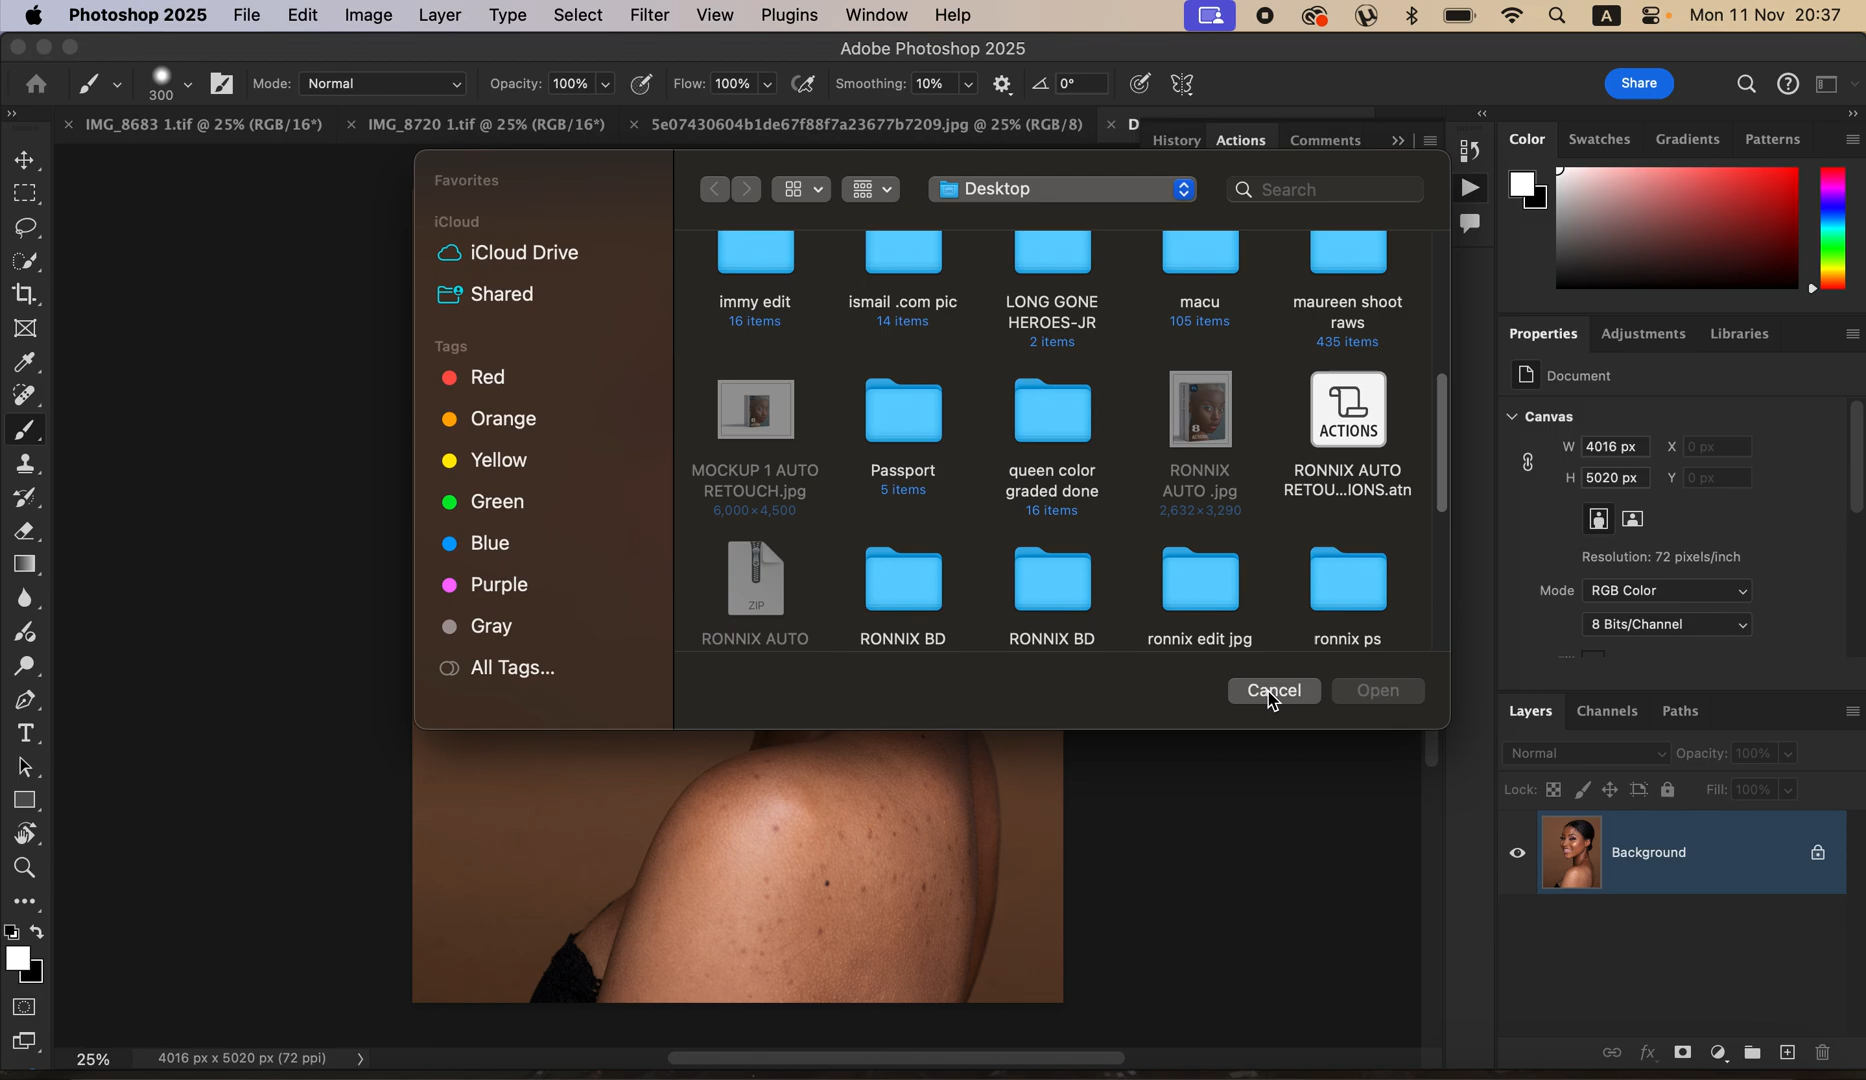 Photoshop 2025 File Edit Image Layer Type Select Filter View Plugins Window Help A Mon 11 Nov 20:37
Adobe Photoshop 2025
300 Mode: Normal Opacity: 100% Flow: 100% Smoothing: 10% 0° Share
IMG_8683 1.tif @ 25% (RGB/16*) IMG_8720 1.tif @ 25% (RGB/16*) 5e07430604b1de67f88f7a23677b7209.jpg @ 25% (RGB/8) D
History Actions Comments
Color Swatches Gradients Patterns
Favorites
iCloud
iCloud Drive
Shared
Tags
Red
Orange
Yellow
Green
Blue
Purple
Gray
All Tags...
Desktop Search
immy edit
16 items
ismail .com pic
14 items
LONG GONE
HEROES-JR
2 items
macu
105 items
maureen shoot
raws
435 items
MOCKUP 1 AUTO
RETOUCH.jpg
6,000×4,500
Passport
5 items
queen color
graded done
16 items
8
RONNIX
AUTO .jpg
2,632×3,290
ACTIONS
RONNIX AUTO
RETOU...IONS.atn
ZIP
RONNIX AUTO
RONNIX BD
RONNIX BD
ronnix edit jpg
ronnix ps
Cancel Open
Properties Adjustments Libraries
Document
Canvas
W 4016 px X 0 px
H 5020 px Y 0 px
Resolution: 72 pixels/inch
Mode RGB Color
8 Bits/Channel
Layers Channels Paths
Normal Opacity: 100%
Lock: Fill: 100%
Background
25% 4016 px x 5020 px (72 ppi)